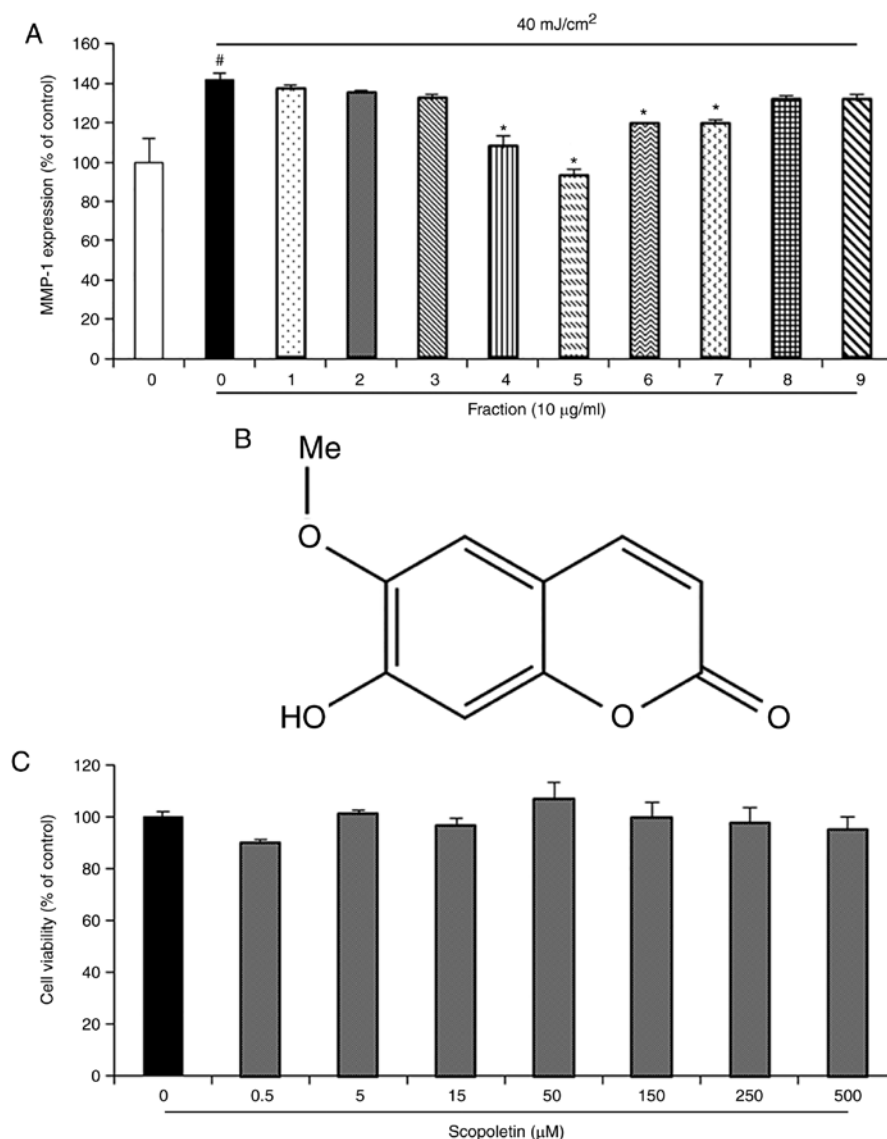 A
40 mJ/cm²
MMP-1 expression (% of control)
160
140
120
100
80
60
40
20
0
#
*
*
*
*
0 0 1 2 3 4 5 6 7 8 9
Fraction (10 µg/ml)
B
Me
O
HO
O
O
C
Cell viability (% of control)
120
100
80
60
40
20
0
0 0.5 5 15 50 150 250 500
Scopoletin (µM)